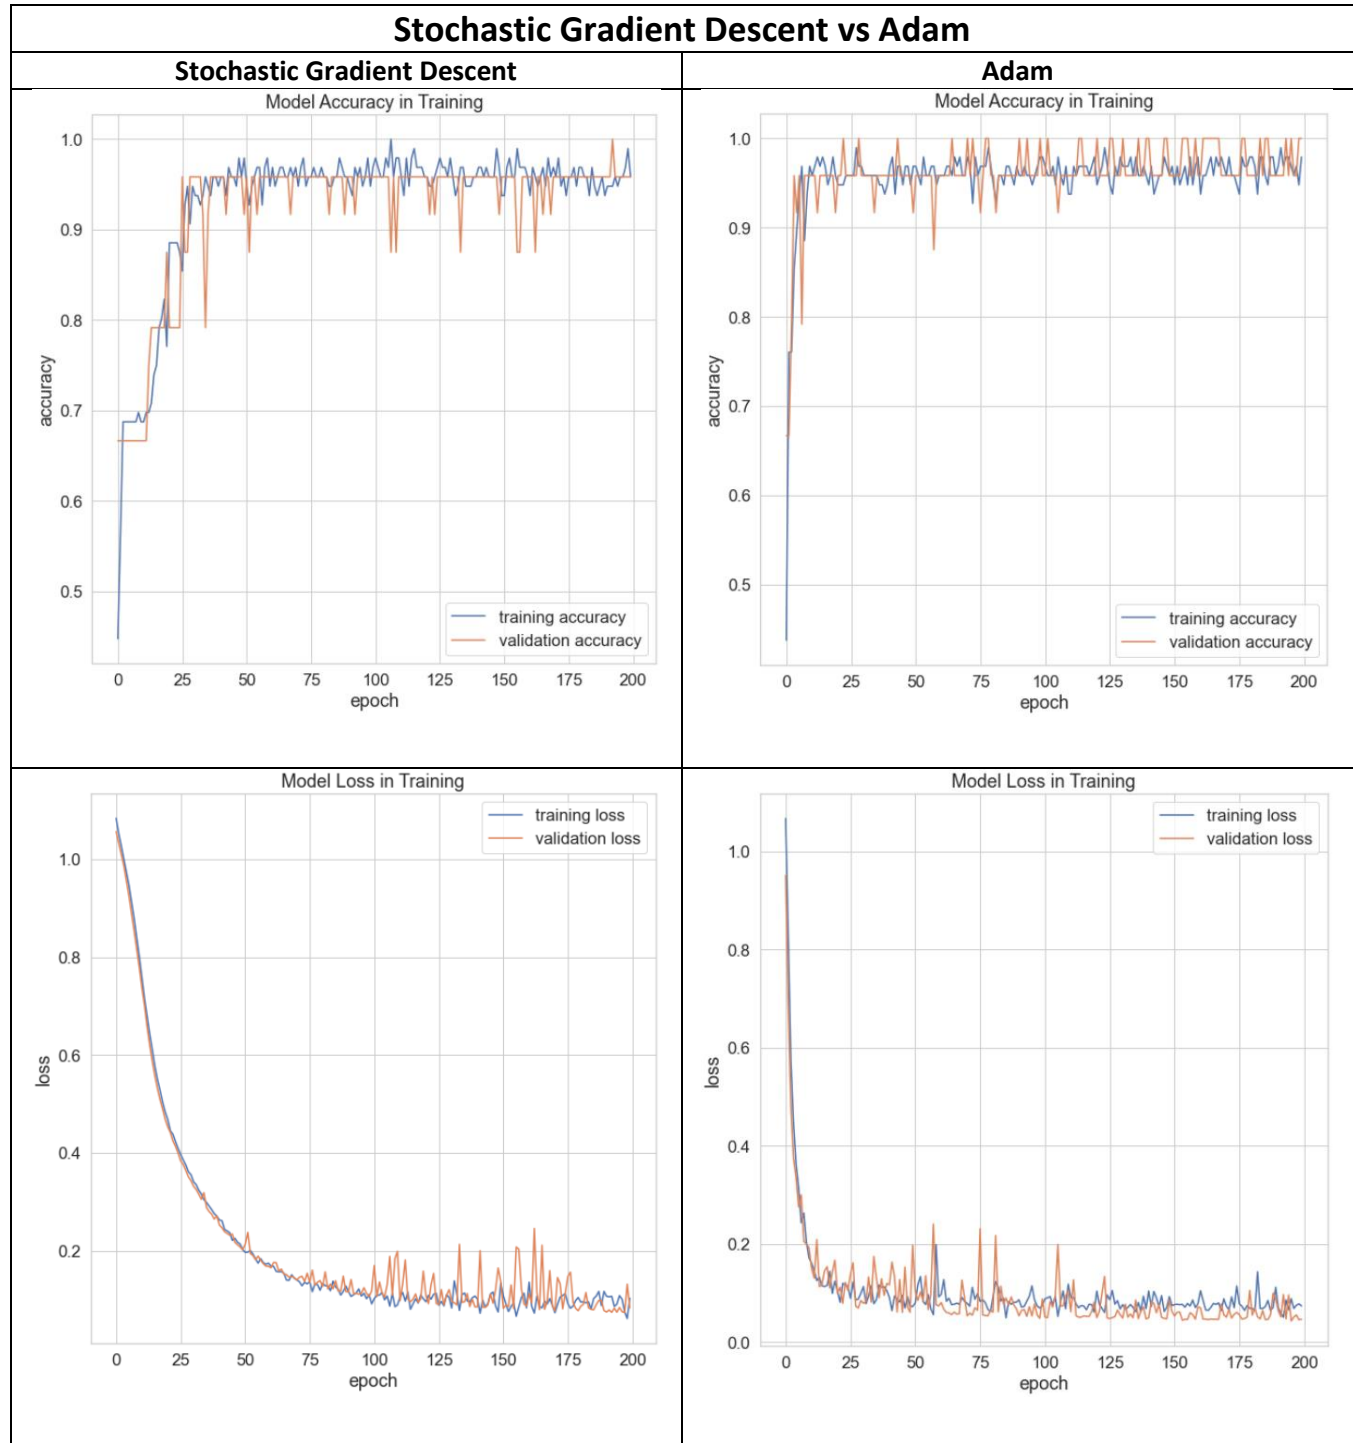 Stochastic Gradient Descent vs Adam
Stochastic Gradient Descent
Adam
Model Accuracy in Training
1.0
0.9
0.8
0.7
0.6
0.5
accuracy
training accuracy
validation accuracy
0 25 50 75 100 125 150 175 200
epoch
Model Accuracy in Training
1.0
0.9
0.8
0.7
0.6
0.5
accuracy
training accuracy
validation accuracy
0 25 50 75 100 125 150 175 200
epoch
Model Loss in Training
training loss
validation loss
1.0
0.8
0.6
0.4
0.2
loss
0 25 50 75 100 125 150 175 200
epoch
Model Loss in Training
training loss
validation loss
1.0
0.8
0.6
0.4
0.2
0.0
loss
0 25 50 75 100 125 150 175 200
epoch